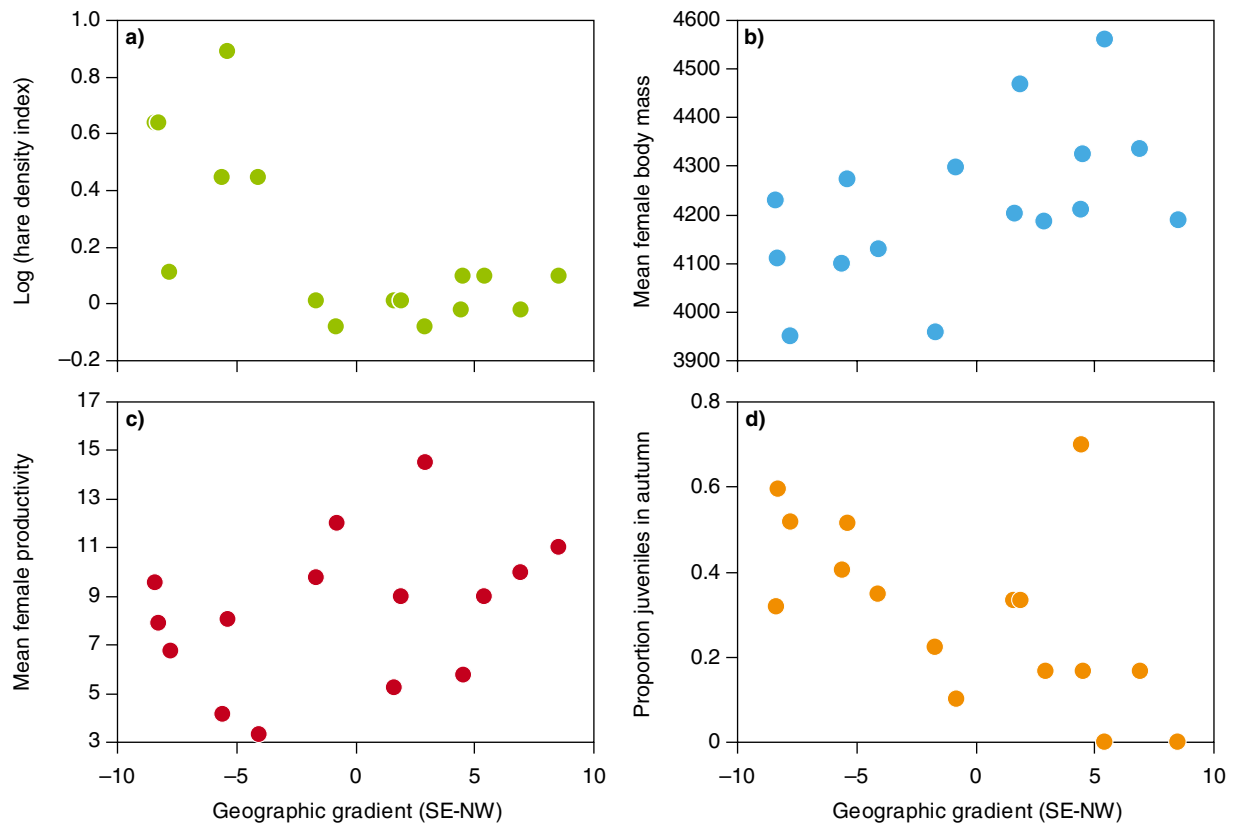 a)
Log (hare density index)
1.0
0.8
0.6
0.4
0.2
0
–0.2
b)
Mean female body mass
4600
4500
4400
4300
4200
4100
4000
3900
c)
Mean female productivity
17
15
13
11
9
7
5
3
–10 –5 0 5 10
Geographic gradient (SE-NW)
d)
Proportion juveniles in autumn
0.8
0.6
0.4
0.2
0
–10 –5 0 5 10
Geographic gradient (SE-NW)